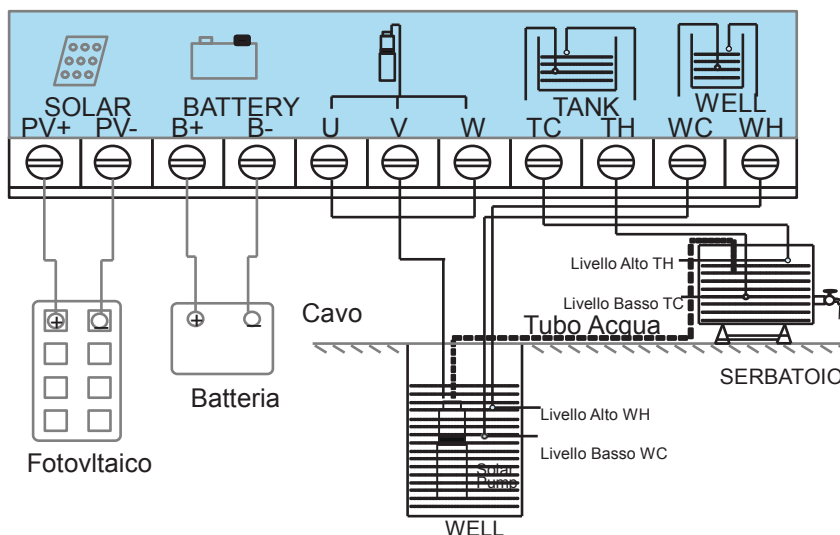 SOLAR BATTERY TANK WELL
PV+ PV- B+ B- U V W TC TH WC WH
Livello Alto TH
Livello Basso TC
Cavo
Tubo Acqua
SERBATOIO
Batteria
Livello Alto WH
Livello Basso WC
Fotovltaico
Solar
Pump
WELL
+ −
+ −